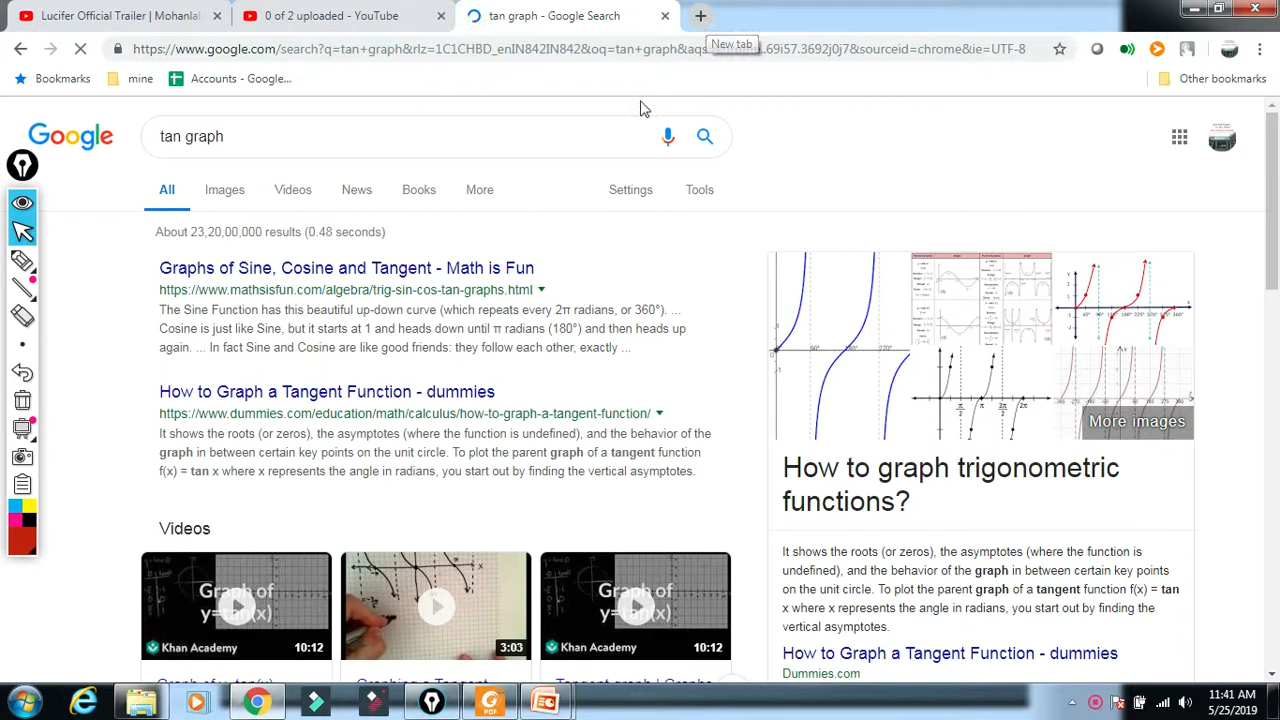 Lucifer Official Trailer | Mohanlal
0 of 2 uploaded - YouTube
tan graph - Google Search
New tab
https://www.google.com/search?q=tan+graph&rlz=1C1CHBD_enIN842IN842&oq=tan+graph&aqs .69i57.3692j0j7&sourceid=chrome&ie=UTF-8
Bookmarks
mine
Accounts - Google...
Other bookmarks
Google
tan graph
All
Images
Videos
News
Books
More
Settings
Tools
About 23,20,00,000 results (0.48 seconds)
Graphs of Sine, Cosine and Tangent - Math is Fun
https://www.mathsisfun.com/algebra/trig-sin-cos-tan-graphs.html
The Sine Function has this beautiful up-down curve (which repeats every 2π radians, or 360°). ...
Cosine is just like Sine, but it starts at 1 and heads down until π radians (180°) and then heads up
again. ... In fact Sine and Cosine are like good friends: they follow each other, exactly ...
How to Graph a Tangent Function - dummies
https://www.dummies.com/education/math/calculus/how-to-graph-a-tangent-function/
It shows the roots (or zeros), the asymptotes (where the function is undefined), and the behavior of the
graph in between certain key points on the unit circle. To plot the parent graph of a tangent function
f(x) = tan x where x represents the angle in radians, you start out by finding the vertical asymptotes.
Videos
Graph of
y=tan(x)
Khan Academy
10:12
3:03
Graph of
y=tan(x)
Khan Academy
10:12
More images
How to graph trigonometric
functions?
It shows the roots (or zeros), the asymptotes (where the function is
undefined), and the behavior of the graph in between certain key points
on the unit circle. To plot the parent graph of a tangent function f(x) = tan
x where x represents the angle in radians, you start out by finding the
vertical asymptotes.
How to Graph a Tangent Function - dummies
Dummies.com
PDF
11:41 AM
5/25/2019